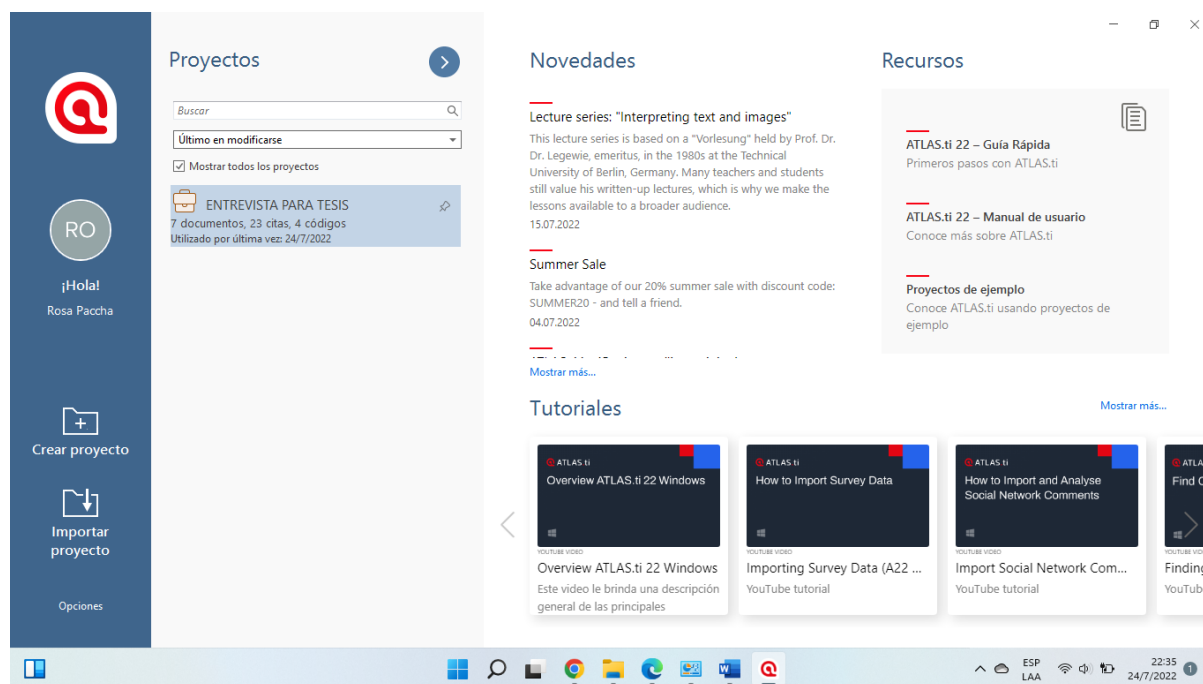 RO
¡Hola!
Rosa Paccha
Crear proyecto
Importar
proyecto
Opciones
Proyectos
Buscar
Último en modificarse
Mostrar todos los proyectos
ENTREVISTA PARA TESIS
7 documentos, 23 citas, 4 códigos
Utilizado por última vez: 24/7/2022
Novedades
Lecture series: "Interpreting text and images"
This lecture series is based on a "Vorlesung" held by Prof. Dr.
Dr. Legewie, emeritus, in the 1980s at the Technical
University of Berlin, Germany. Many teachers and students
still value his written-up lectures, which is why we make the
lessons available to a broader audience.
15.07.2022
Summer Sale
Take advantage of our 20% summer sale with discount code:
SUMMER20 - and tell a friend.
04.07.2022
Mostrar más...
Recursos
ATLAS.ti 22 – Guía Rápida
Primeros pasos con ATLAS.ti
ATLAS.ti 22 – Manual de usuario
Conoce más sobre ATLAS.ti
Proyectos de ejemplo
Conoce ATLAS.ti usando proyectos de
ejemplo
Tutoriales
Mostrar más...
ATLAS ti
Overview ATLAS.ti 22 Windows
YOUTUBE VIDEO
Overview ATLAS.ti 22 Windows
Este video le brinda una descripción
general de las principales
ATLAS ti
How to Import Survey Data
YOUTUBE VIDEO
Importing Survey Data (A22 ...
YouTube tutorial
ATLAS ti
How to Import and Analyse
Social Network Comments
YOUTUBE VIDEO
Import Social Network Com...
YouTube tutorial
ATLA
Find
YOUTUBE VID
Finding
YouTub
ESP
LAA
22:35
24/7/2022
1